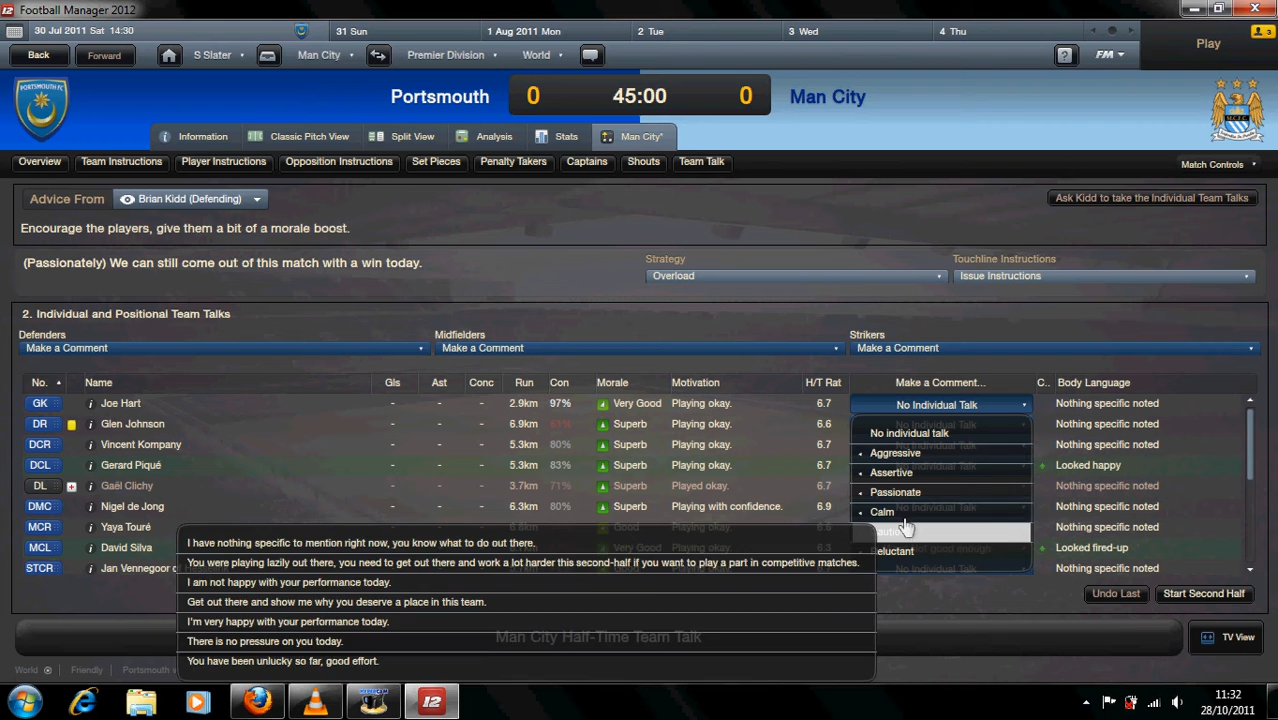 Football Manager 2012
30 Jul 2011 Sat 14:30 31 Sun 1 Aug 2011 Mon 2 Tue 3 Wed 4 Thu 3
Back Forward S Slater Man City Premier Division World ? FM Play
PORTSMOUTH FC Portsmouth 0 45:00 0 Man City
Information Classic Pitch View Split View Analysis Stats Man City*
Overview Team Instructions Player Instructions Opposition Instructions Set Pieces Penalty Takers Captains Shouts Team Talk Match Controls
Advice From Brian Kidd (Defending) Ask Kidd to take the Individual Team Talks
Encourage the players, give them a bit of a morale boost.
(Passionately) We can still come out of this match with a win today. Strategy Touchline Instructions
Overload Issue Instructions
2. Individual and Positional Team Talks
Defenders Midfielders Strikers
Make a Comment Make a Comment Make a Comment
No. Name Gls Ast Conc Run Con Morale Motivation H/T Rat Make a Comment... C.. Body Language
GK i Joe Hart - - - 2.9km 97% Very Good Playing okay. 6.7 No Individual Talk Nothing specific noted
DR i Glen Johnson - - - 6.9km 61% Superb Playing okay. 6.6 Nothing specific noted
No individual talk
DCR i Vincent Kompany - - - 5.3km 80% Superb Playing okay. 6.7 Nothing specific noted
Aggressive
DCL i Gerard Piqué - - - 5.3km 83% Superb Playing okay. 6.7 Looked happy
Assertive
DL i Gaël Clichy - - - 3.7km 71% Superb Played okay. 6.7 Nothing specific noted
Passionate
DMC i Nigel de Jong - - - 6.3km 80% Superb Playing with confidence. 6.9 Nothing specific noted
Calm
MCR i Yaya Touré Good Nothing specific noted
MCL i David Silva Looked fired-up
Reluctant
STCR i Jan Vennegoor Nothing specific noted
I have nothing specific to mention right now, you know what to do out there.
You were playing lazily out there, you need to get out there and work a lot harder this second-half if you want to play a part in competitive matches.
I am not happy with your performance today.
Get out there and show me why you deserve a place in this team.
I'm very happy with your performance today.
There is no pressure on you today.
You have been unlucky so far, good effort.
Undo Last Start Second Half
Man City Half-Time Team Talk TV View
World Friendly Portsmouth
12
11:32
28/10/2011